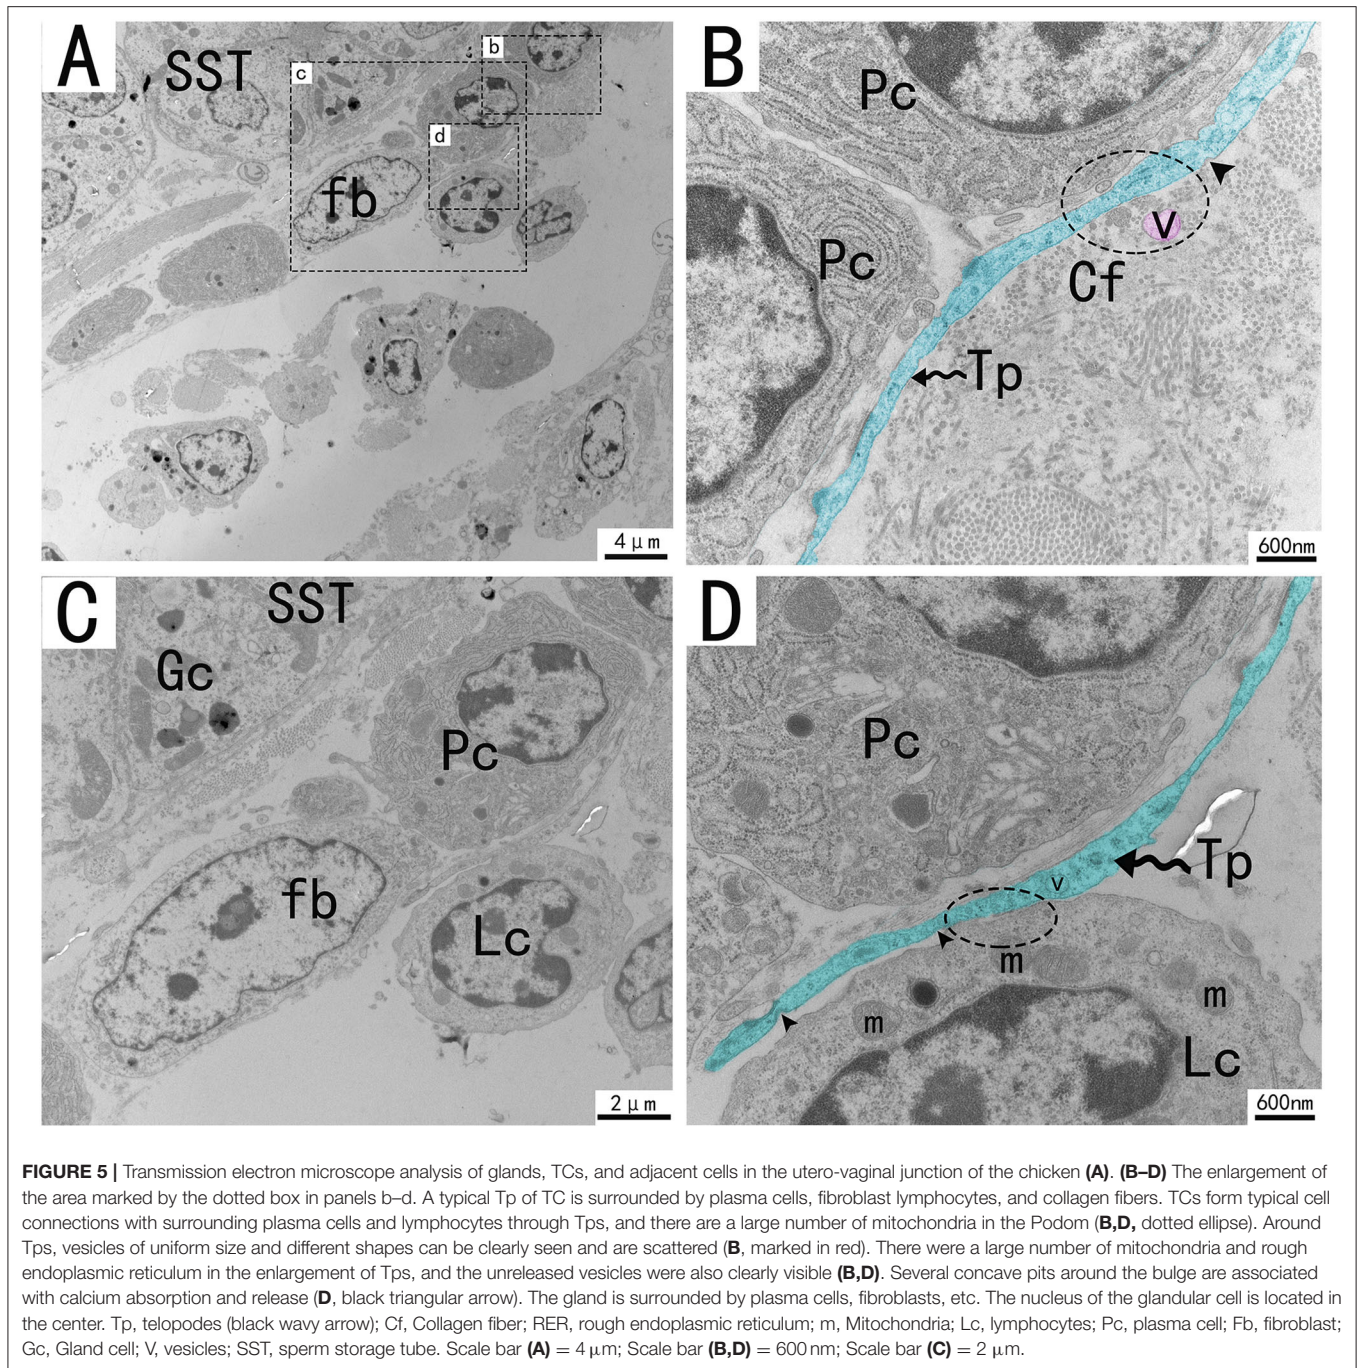 A
SST
b
c
d
fb
4 μm
B
Pc
Pc
V
Cf
Tp
600nm
C
SST
Gc
Pc
fb
Lc
2 μm
D
Pc
Tp
v
m
m
m
Lc
600nm
FIGURE 5 | Transmission electron microscope analysis of glands, TCs, and adjacent cells in the utero-vaginal junction of the chicken (A). (B–D) The enlargement of
the area marked by the dotted box in panels b–d. A typical Tp of TC is surrounded by plasma cells, fibroblast lymphocytes, and collagen fibers. TCs form typical cell
connections with surrounding plasma cells and lymphocytes through Tps, and there are a large number of mitochondria in the Podom (B,D, dotted ellipse). Around
Tps, vesicles of uniform size and different shapes can be clearly seen and are scattered (B, marked in red). There were a large number of mitochondria and rough
endoplasmic reticulum in the enlargement of Tps, and the unreleased vesicles were also clearly visible (B,D). Several concave pits around the bulge are associated
with calcium absorption and release (D, black triangular arrow). The gland is surrounded by plasma cells, fibroblasts, etc. The nucleus of the glandular cell is located in
the center. Tp, telopodes (black wavy arrow); Cf, Collagen fiber; RER, rough endoplasmic reticulum; m, Mitochondria; Lc, lymphocytes; Pc, plasma cell; Fb, fibroblast;
Gc, Gland cell; V, vesicles; SST, sperm storage tube. Scale bar (A) = 4 μm; Scale bar (B,D) = 600 nm; Scale bar (C) = 2 μm.